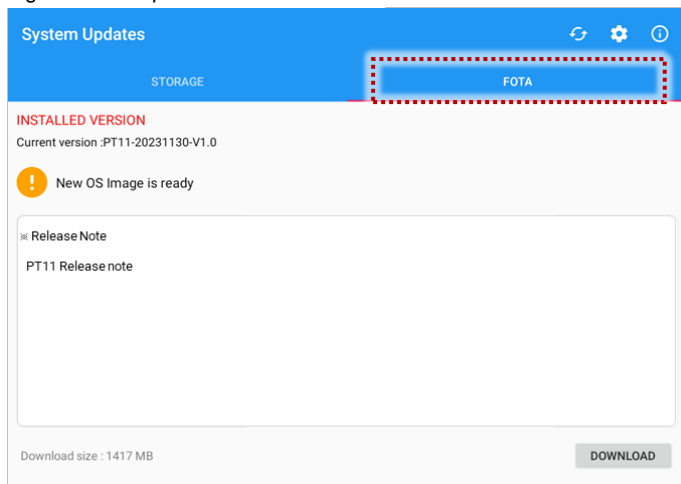 System Updates
STORAGE
FOTA
INSTALLED VERSION
Current version :PT11-20231130-V1.0
New OS Image is ready
※ Release Note
PT11 Release note
Download size : 1417 MB
DOWNLOAD